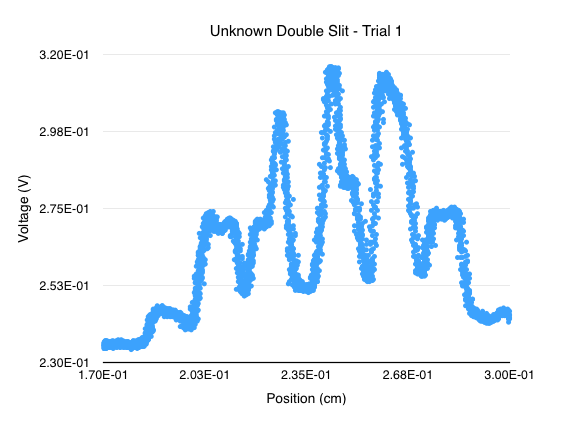 Unknown Double Slit - Trial 1
3.20E-01
2.98E-01
2.75E-01
2.53E-01
2.30E-01
Voltage (V)
1.70E-01 2.03E-01 2.35E-01 2.68E-01 3.00E-01
Position (cm)